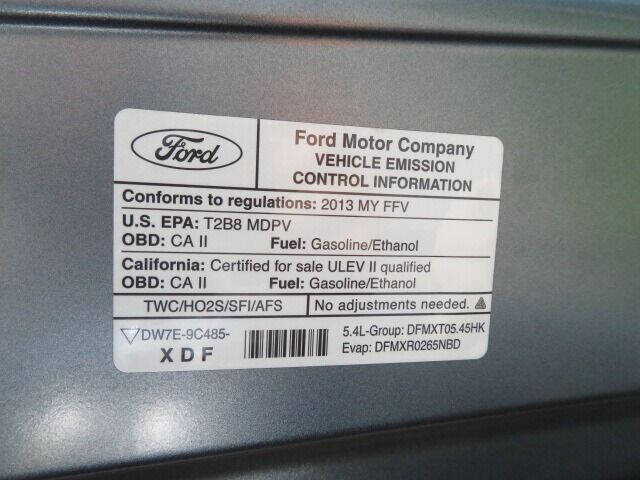 Ford
Ford Motor Company
VEHICLE EMISSION
CONTROL INFORMATION
Conforms to regulations: 2013 MY FFV
U.S. EPA: T2B8 MDPV
OBD: CA II Fuel: Gasoline/Ethanol
California: Certified for sale ULEV II qualified
OBD: CA II Fuel: Gasoline/Ethanol
TWC/HO2S/SFI/AFS No adjustments needed.
DW7E-9C485-
XDF
5.4L-Group: DFMXT05.45HK
Evap: DFMXR0265NBD